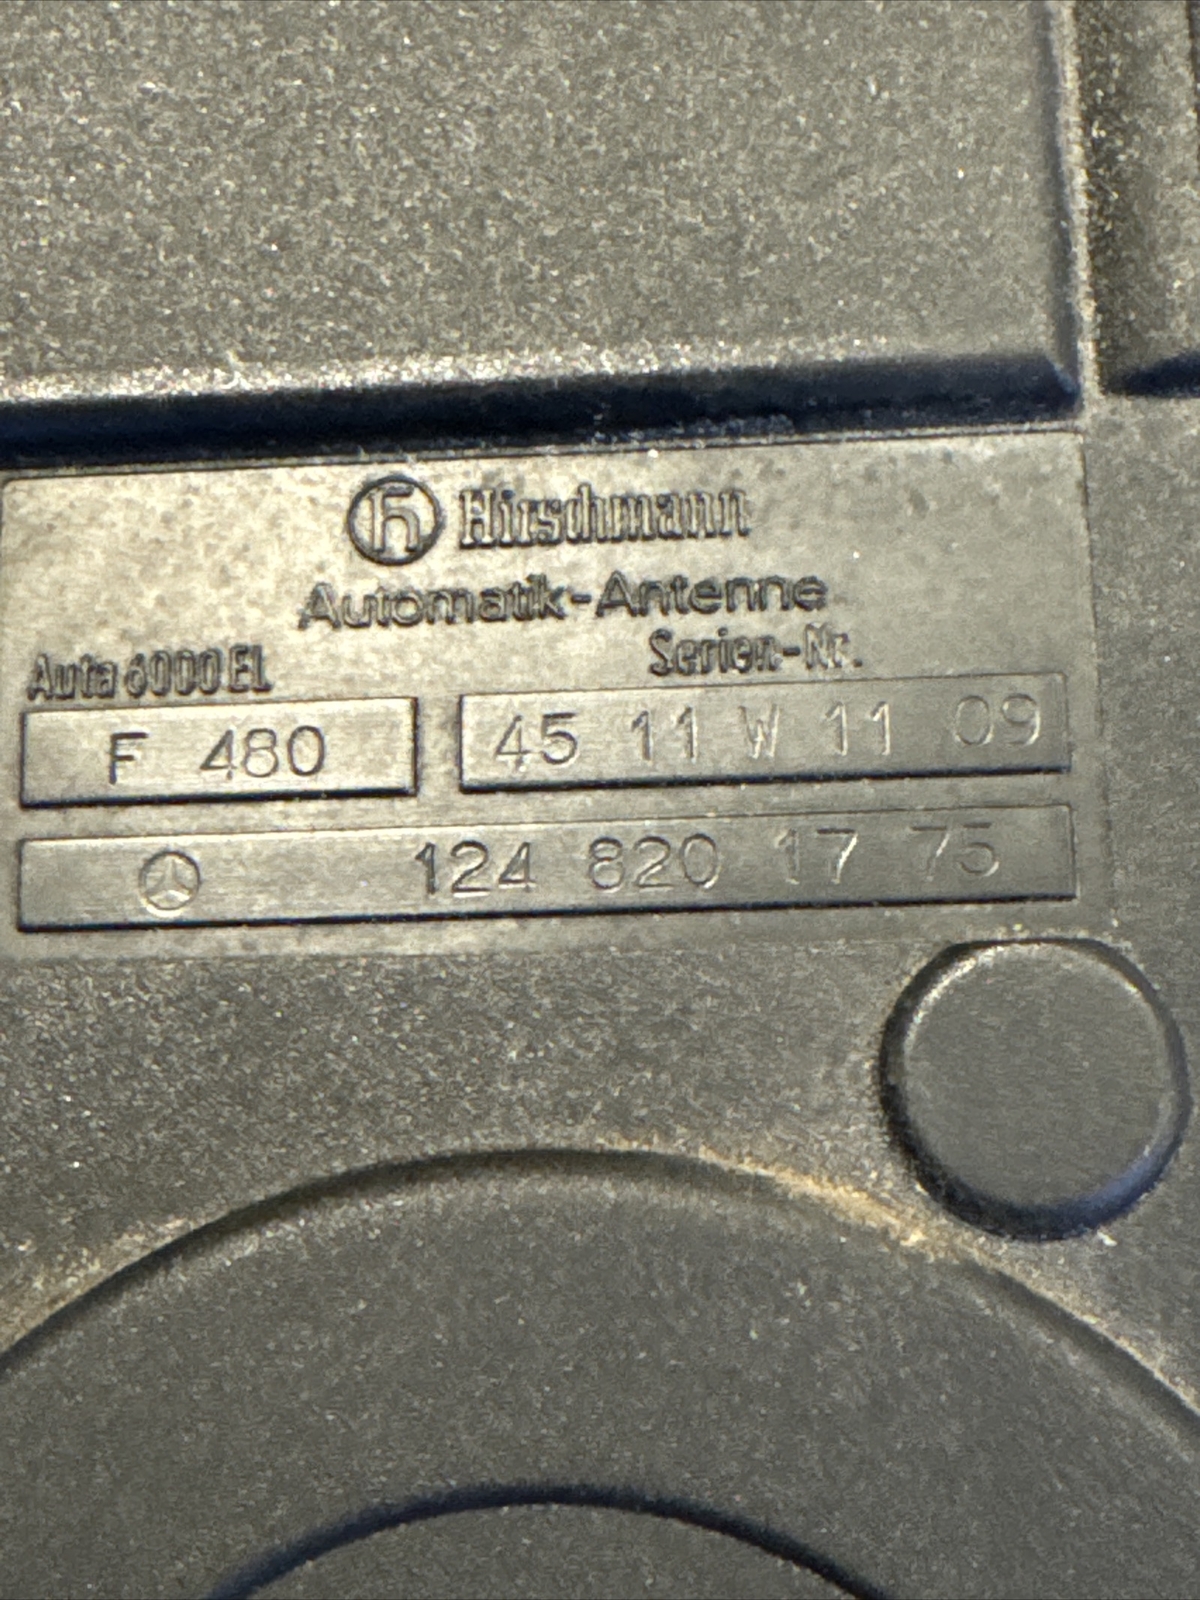 h Hirschmann
Automatik-Antenne
Auta 6000 EL Serien-Nr.
F 480 45 11 W 11 09
124 820 17 75